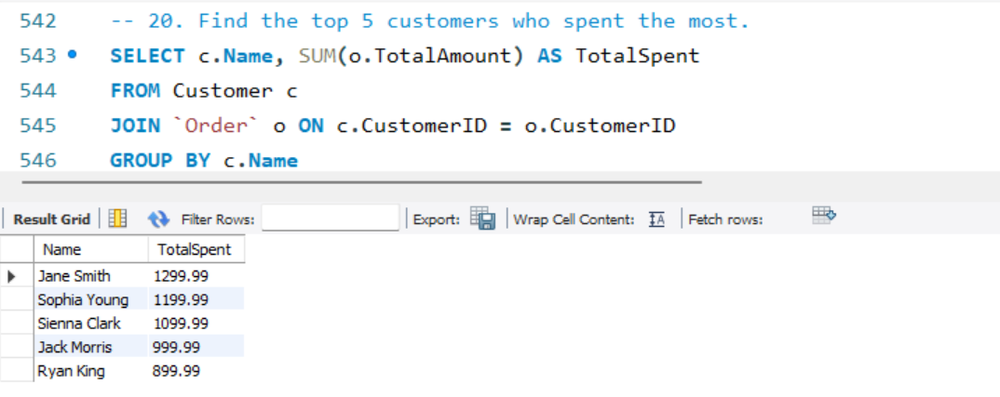 542 -- 20. Find the top 5 customers who spent the most.
543 SELECT c.Name, SUM(o.TotalAmount) AS TotalSpent
544 FROM Customer c
545 JOIN `Order` o ON c.CustomerID = o.CustomerID
546 GROUP BY c.Name
Result Grid Filter Rows: Export: Wrap Cell Content: IA Fetch rows:
Name TotalSpent
Jane Smith 1299.99
Sophia Young 1199.99
Sienna Clark 1099.99
Jack Morris 999.99
Ryan King 899.99